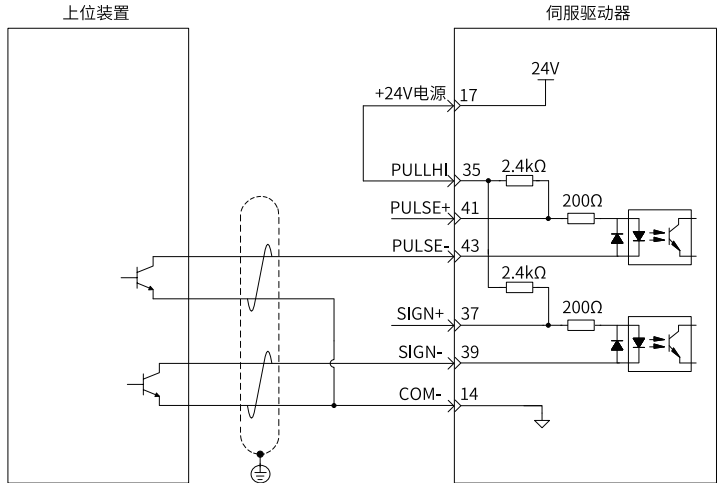 上位装置
伺服驱动器
24V
+24V电源
17
PULLHI
35
2.4kΩ
PULSE+
41
200Ω
PULSE-
43
2.4kΩ
SIGN+
37
200Ω
SIGN-
39
COM-
14